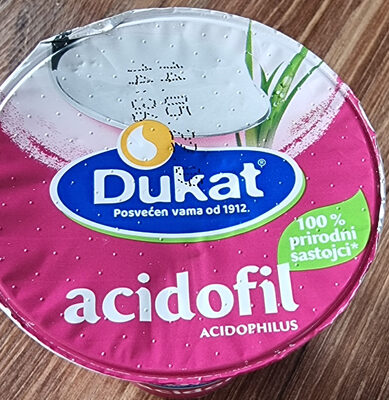 Dukat®
Posvećen vama od 1912.
100 %
prirodni
sastojci*
acidofil
ACIDOPHILUS